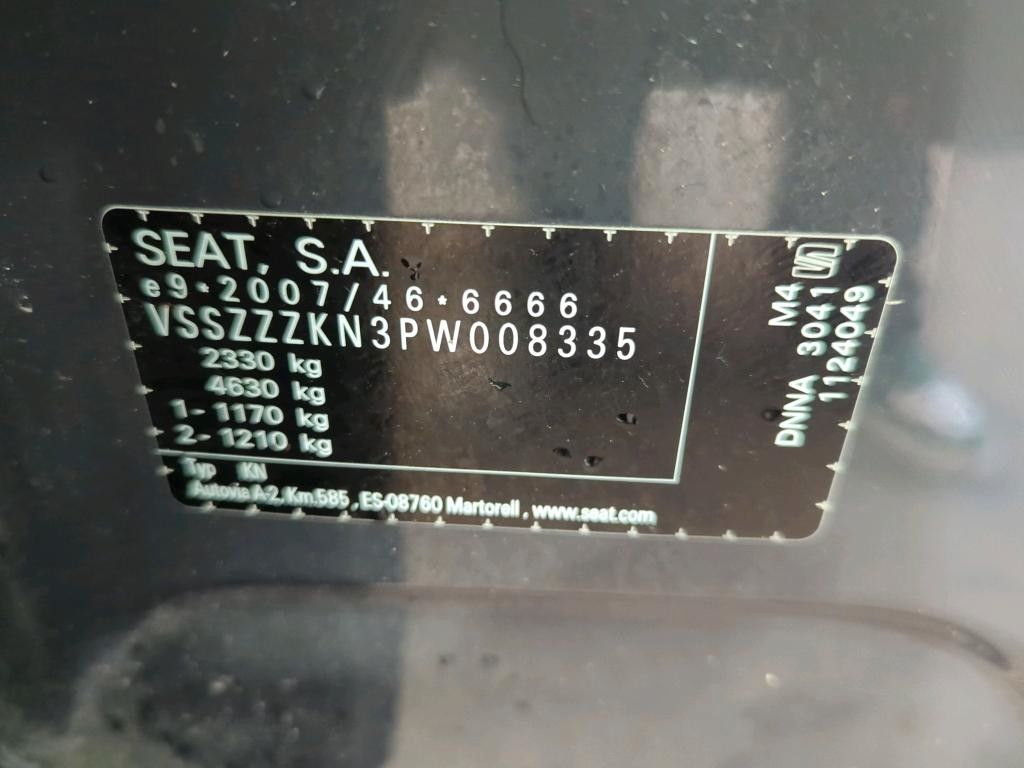 SEAT, S.A.
e9*2007/46*6666
VSSZZZKN3PW008335
2330 kg
4630 kg
1- 1170 kg
2- 1210 kg
Typ KN
Autovia A-2, Km.585 , ES-08760 Martorell , www.seat.com
M4
DNNA 3041
1124049